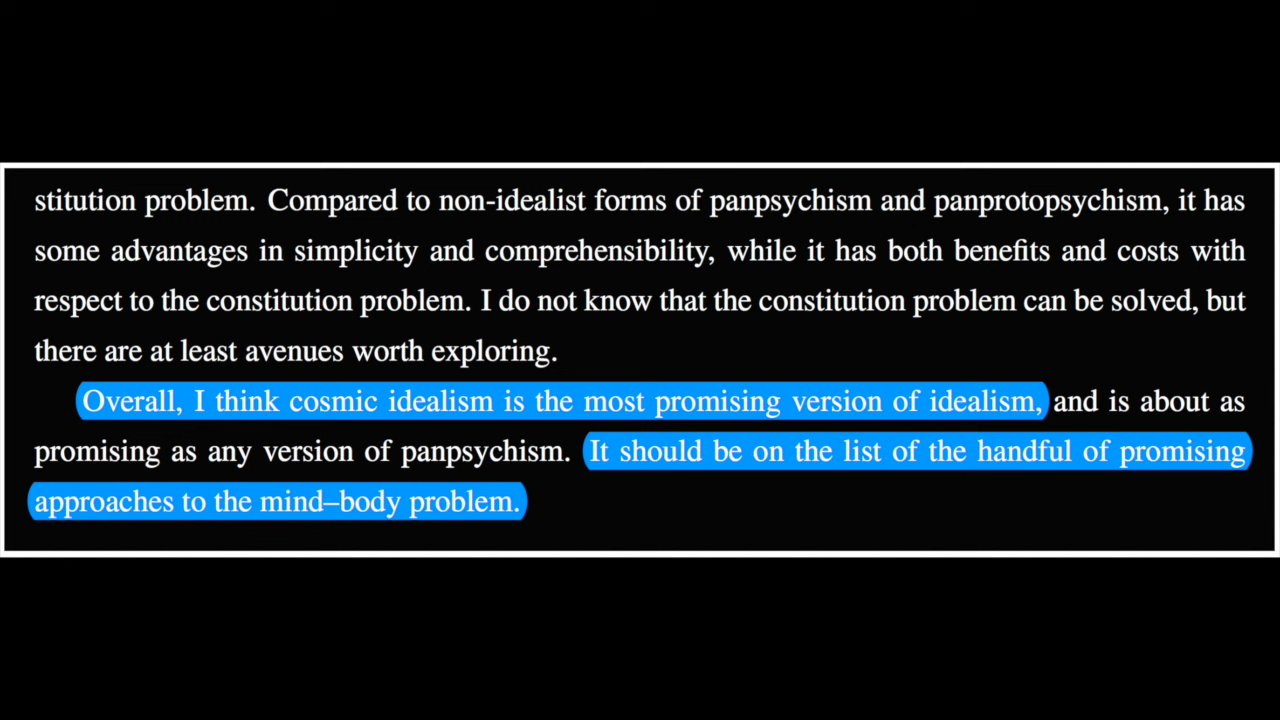 stitution problem. Compared to non-idealist forms of panpsychism and panprotopsychism, it has
some advantages in simplicity and comprehensibility, while it has both benefits and costs with
respect to the constitution problem. I do not know that the constitution problem can be solved, but
there are at least avenues worth exploring.
Overall, I think cosmic idealism is the most promising version of idealism, and is about as
promising as any version of panpsychism. It should be on the list of the handful of promising
approaches to the mind–body problem.